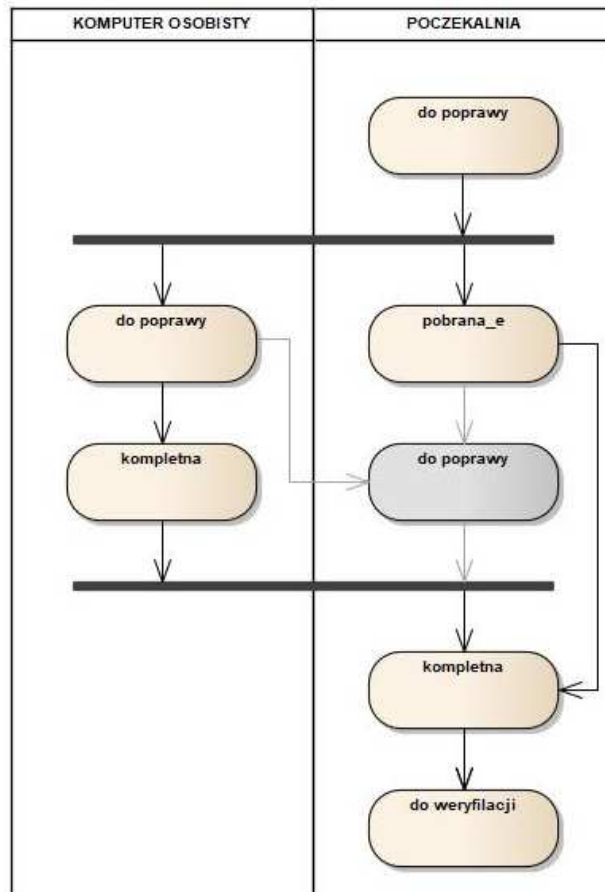 KOMPUTER OSOBISTY
POCZEKALNIA
do poprawy
do poprawy
pobrana_e
kompletna
do poprawy
kompletna
do weryfilacji